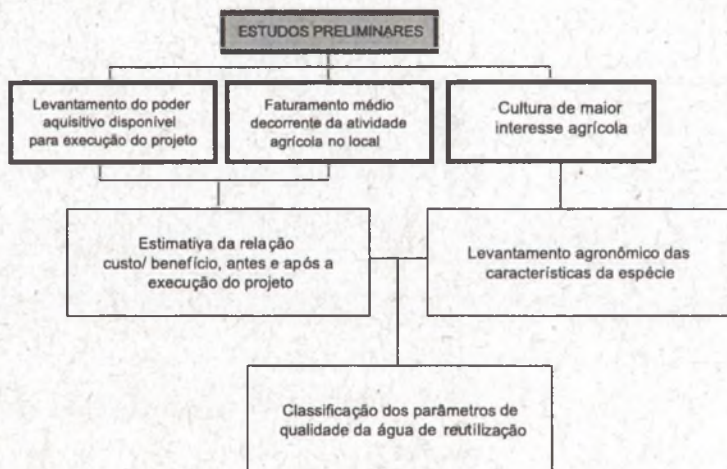 ESTUDOS PRELIMINARES
Levantamento do poder
aquisitivo disponível
para execução do projeto
Faturamento médio
decorrente da atividade
agrícola no local
Cultura de maior
interesse agrícola
Estimativa da relação
custo/ benefício, antes e após a
execução do projeto
Levantamento agronômico das
características da espécie
Classificação dos parâmetros de
qualidade da água de reutilização